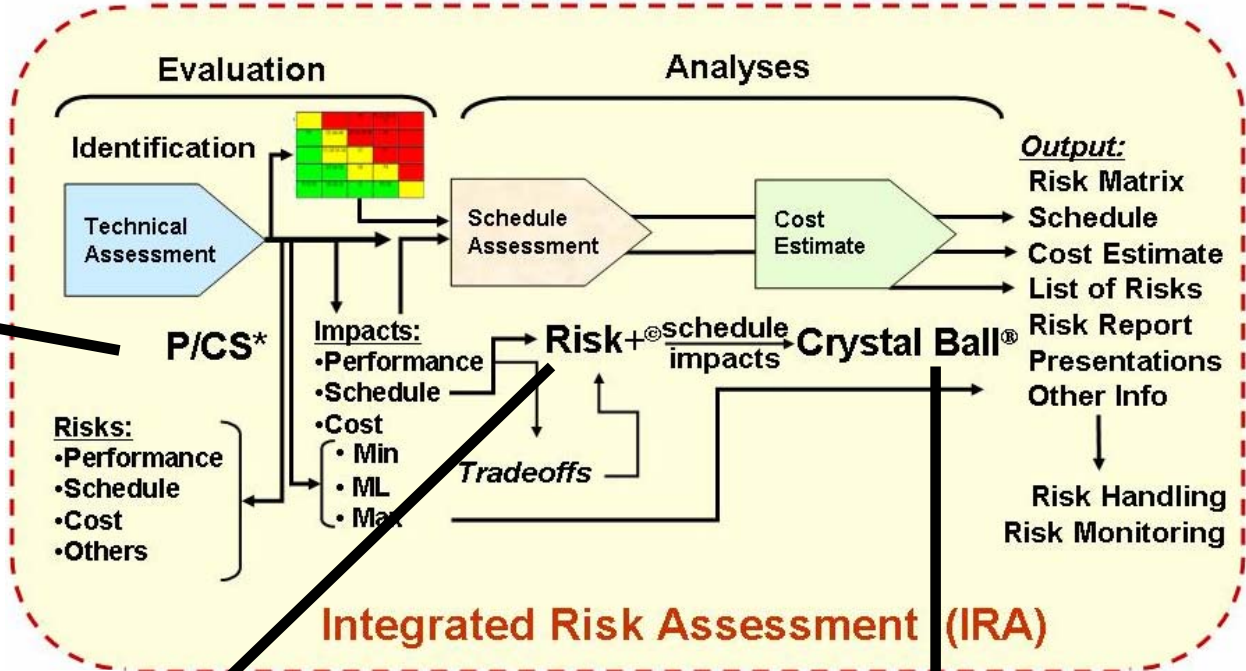 Evaluation
Analyses
Identification
Technical
Assessment
Schedule
Assessment
Cost
Estimate
Output:
Risk Matrix
Schedule
Cost Estimate
List of Risks
Risk Report
Presentations
Other Info
P/CS*
Impacts:
•Performance
•Schedule
•Cost
• Min
• ML
• Max
Risk+© schedule
impacts
Crystal Ball®
Tradeoffs
Risks:
•Performance
•Schedule
•Cost
•Others
Risk Handling
Risk Monitoring
Integrated Risk Assessment (IRA)